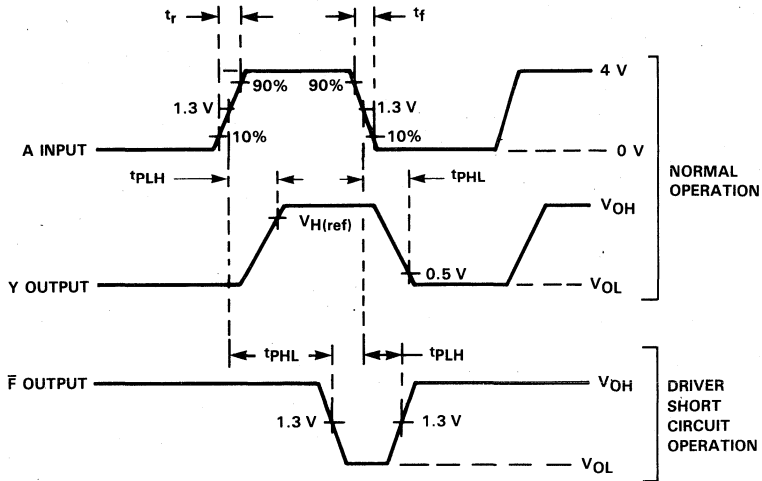 tr
tf
4 V
90%
90%
1.3 V
1.3 V
10%
10%
A INPUT
0 V
tPLH
tPHL
NORMAL
OPERATION
VOH
VH(ref)
0.5 V
Y OUTPUT
VOL
tPHL
tPLH
F̅ OUTPUT
VOH
1.3 V
1.3 V
DRIVER
SHORT
CIRCUIT
OPERATION
VOL